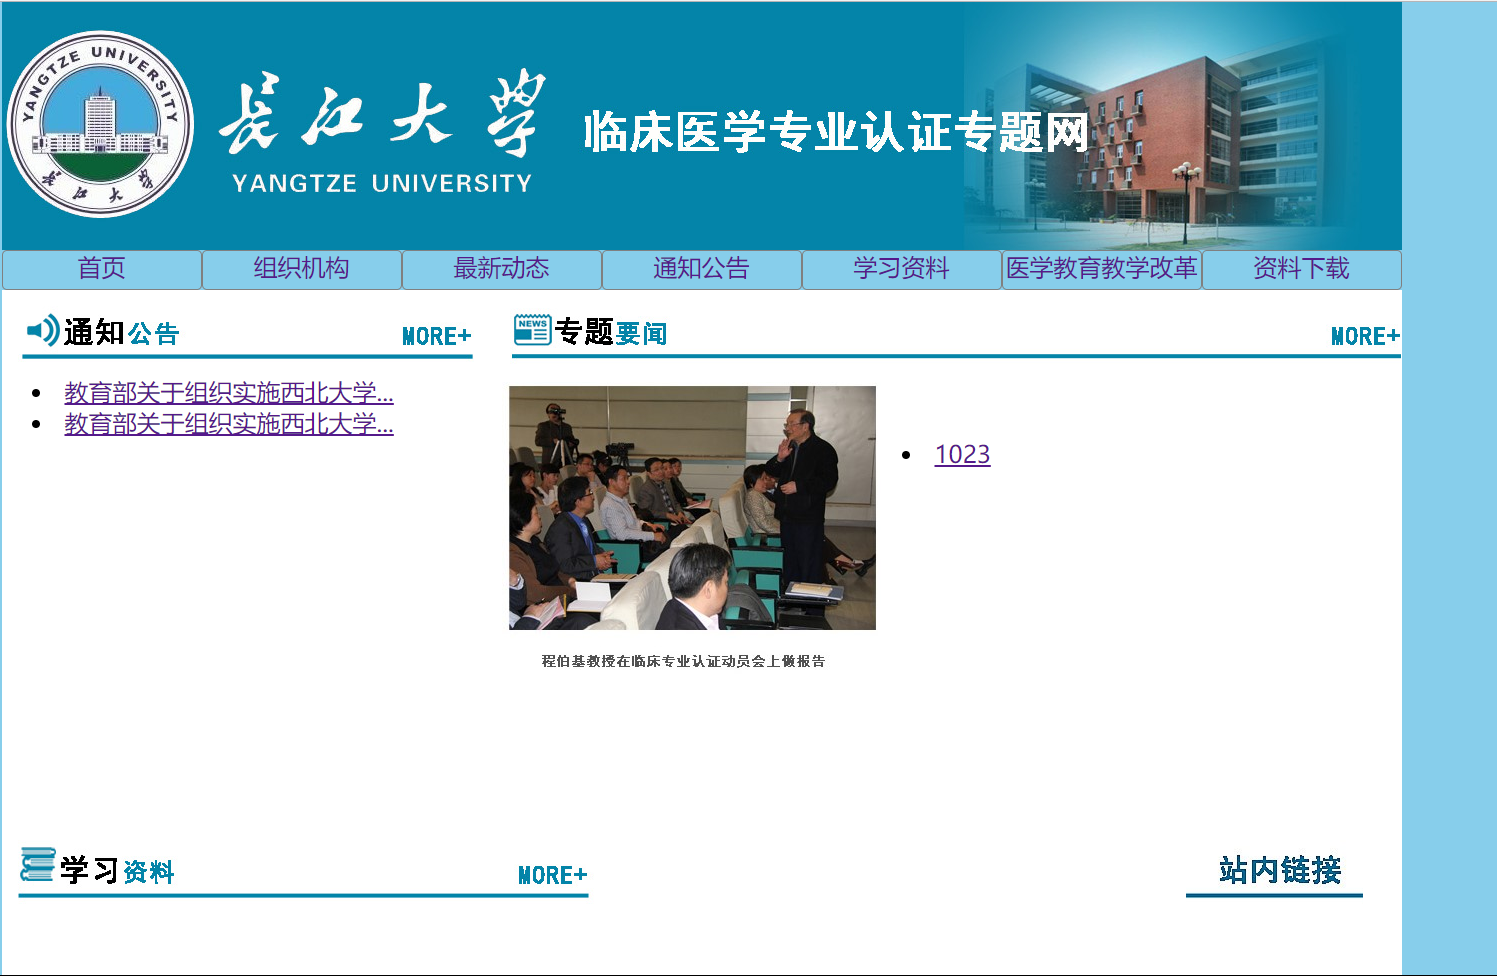 YANGTZE UNIVERSITY
长江大学
长江大学
YANGTZE UNIVERSITY
临床医学专业认证专题网
首页 组织机构 最新动态 通知公告 学习资料 医学教育教学改革 资料下载
通知公告 MORE+
NEWS 专题要闻 MORE+
教育部关于组织实施西北大学...
教育部关于组织实施西北大学...
1023
程伯基教授在临床专业认证动员会上做报告
学习资料 MORE+
站内链接